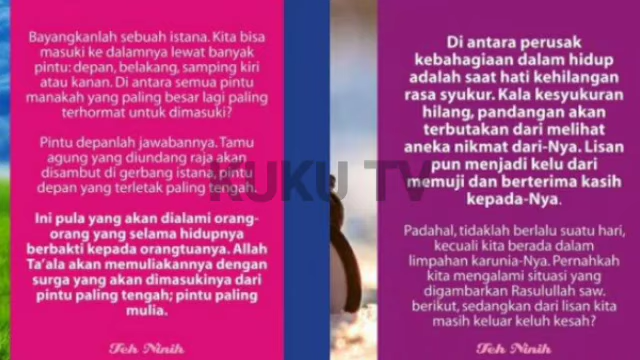 Bayangkanlah sebuah istana. Kita bisa
masuki ke dalamnya lewat banyak
pintu: depan, belakang, samping kiri
atau kanan. Di antara semua pintu
manakah yang paling besar lagi paling
terhormat untuk dimasuki?
Pintu depanlah jawabannya. Tamu
agung yang diundang raja akan
disambut di gerbang istana, pintu
depan yang terletak paling tengah.
Ini pula yang akan dialami orang-
orang yang selama hidupnya
berbakti kepada orangtuanya. Allah
Ta'ala akan memuliakannya dengan
surga yang akan dimasukinya dari
pintu paling tengah; pintu paling
mulia.
Teh Ninih
Di antara perusak
kebahagiaan dalam hidup
adalah saat hati kehilangan
rasa syukur. Kala kesyukuran
hilang, pandangan akan
terbutakan dari melihat
aneka nikmat dari-Nya. Lisan
pun menjadi kelu dari
memuji dan berterima kasih
kepada-Nya.
Padahal, tidaklah berlalu suatu hari,
kecuali kita berada dalam
limpahan karunia-Nya. Pernahkah
kita mengalami situasi yang
digambarkan Rasulullah saw.
berikut, sedangkan dari lisan kita
masih keluar keluh kesah?
Teh Ninih
KUKU TV